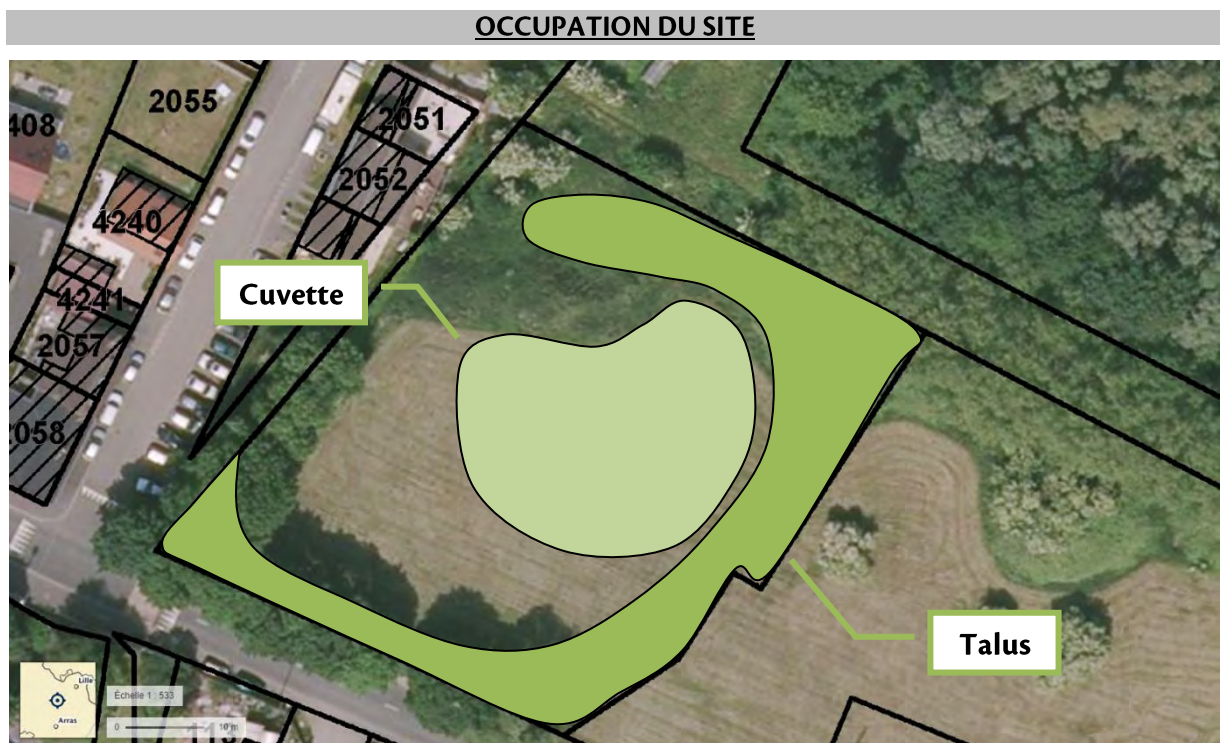 OCCUPATION DU SITE
2055
408
2051
2052
4240
Cuvette
4241
2057
2058
Talus
Lille
Arras
Échelle 1 : 533
0
10 m